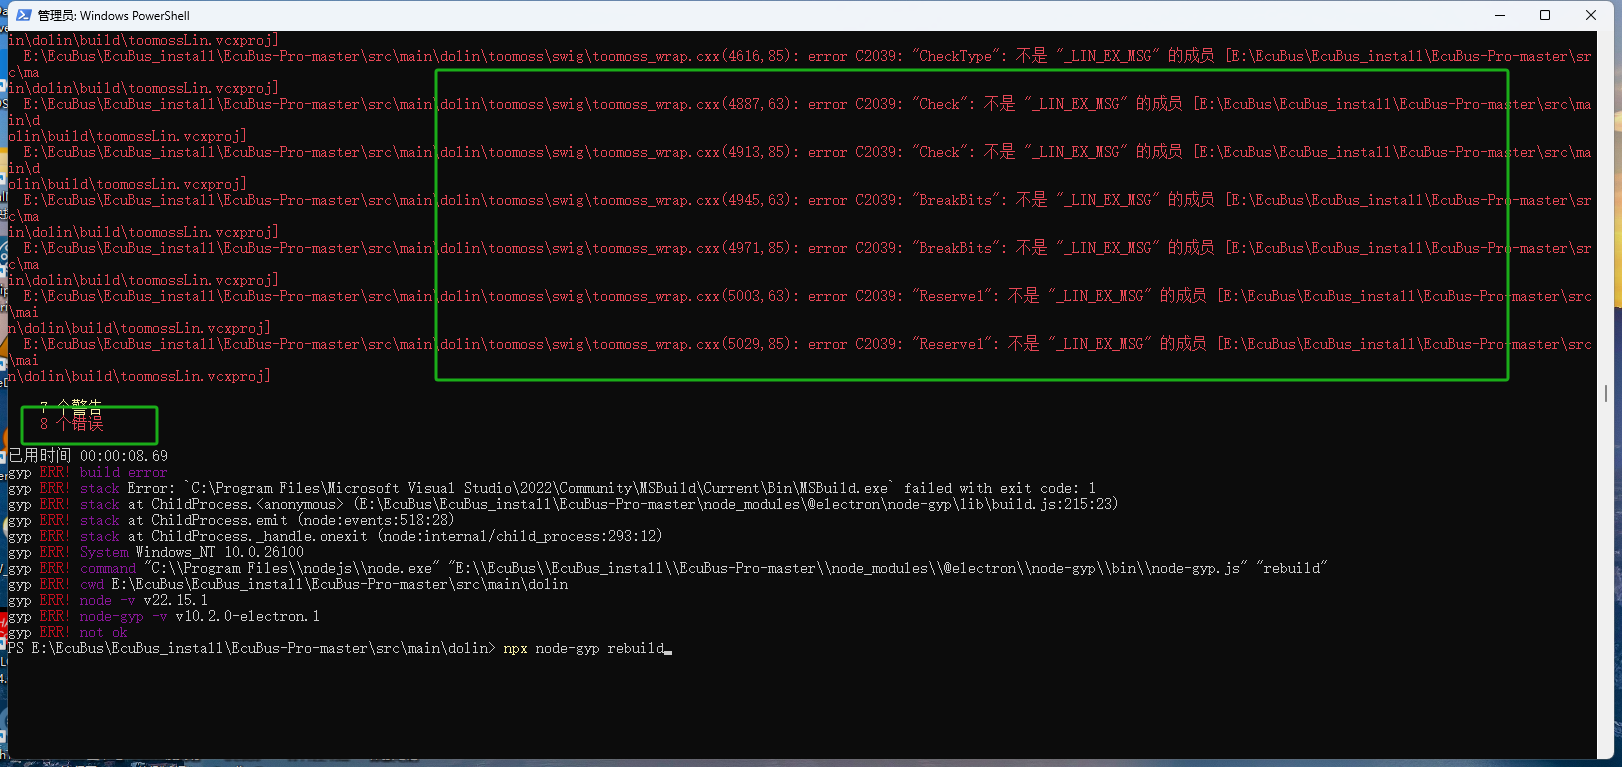 管理员: Windows PowerShell
in\dolin\build\toomossLin.vcxproj]
E:\EcuBus\EcuBus_install\EcuBus-Pro-master\src\main\dolin\toomoss\swig\toomoss_wrap.cxx(4616,85): error C2039: "CheckType": 不是 "_LIN_EX_MSG" 的成员 [E:\EcuBus\EcuBus_install\EcuBus-Pro-master\sr
c\ma
in\dolin\build\toomossLin.vcxproj]
E:\EcuBus\EcuBus_install\EcuBus-Pro-master\src\main\dolin\toomoss\swig\toomoss_wrap.cxx(4887,63): error C2039: "Check": 不是 "_LIN_EX_MSG" 的成员 [E:\EcuBus\EcuBus_install\EcuBus-Pro-master\src\ma
in\d
olin\build\toomossLin.vcxproj]
E:\EcuBus\EcuBus_install\EcuBus-Pro-master\src\main\dolin\toomoss\swig\toomoss_wrap.cxx(4913,85): error C2039: "Check": 不是 "_LIN_EX_MSG" 的成员 [E:\EcuBus\EcuBus_install\EcuBus-Pro-master\src\ma
in\d
olin\build\toomossLin.vcxproj]
E:\EcuBus\EcuBus_install\EcuBus-Pro-master\src\main\dolin\toomoss\swig\toomoss_wrap.cxx(4945,63): error C2039: "BreakBits": 不是 "_LIN_EX_MSG" 的成员 [E:\EcuBus\EcuBus_install\EcuBus-Pro-master\sr
c\ma
in\dolin\build\toomossLin.vcxproj]
E:\EcuBus\EcuBus_install\EcuBus-Pro-master\src\main\dolin\toomoss\swig\toomoss_wrap.cxx(4971,85): error C2039: "BreakBits": 不是 "_LIN_EX_MSG" 的成员 [E:\EcuBus\EcuBus_install\EcuBus-Pro-master\sr
c\ma
in\dolin\build\toomossLin.vcxproj]
E:\EcuBus\EcuBus_install\EcuBus-Pro-master\src\main\dolin\toomoss\swig\toomoss_wrap.cxx(5003,63): error C2039: "Reserve1": 不是 "_LIN_EX_MSG" 的成员 [E:\EcuBus\EcuBus_install\EcuBus-Pro-master\src
\mai
n\dolin\build\toomossLin.vcxproj]
E:\EcuBus\EcuBus_install\EcuBus-Pro-master\src\main\dolin\toomoss\swig\toomoss_wrap.cxx(5029,85): error C2039: "Reserve1": 不是 "_LIN_EX_MSG" 的成员 [E:\EcuBus\EcuBus_install\EcuBus-Pro-master\src
\mai
n\dolin\build\toomossLin.vcxproj]
7 个警告
8 个错误
已用时间 00:00:08.69
gyp ERR! build error
gyp ERR! stack Error: `C:\Program Files\Microsoft Visual Studio\2022\Community\MSBuild\Current\Bin\MSBuild.exe` failed with exit code: 1
gyp ERR! stack at ChildProcess.<anonymous> (E:\EcuBus\EcuBus_install\EcuBus-Pro-master\node_modules\@electron\node-gyp\lib\build.js:215:23)
gyp ERR! stack at ChildProcess.emit (node:events:518:28)
gyp ERR! stack at ChildProcess._handle.onexit (node:internal/child_process:293:12)
gyp ERR! System Windows_NT 10.0.26100
gyp ERR! command "C:\\Program Files\\nodejs\\node.exe" "E:\\EcuBus\\EcuBus_install\\EcuBus-Pro-master\\node_modules\\@electron\\node-gyp\\bin\\node-gyp.js" "rebuild"
gyp ERR! cwd E:\EcuBus\EcuBus_install\EcuBus-Pro-master\src\main\dolin
gyp ERR! node -v v22.15.1
gyp ERR! node-gyp -v v10.2.0-electron.1
gyp ERR! not ok
PS E:\EcuBus\EcuBus_install\EcuBus-Pro-master\src\main\dolin> npx node-gyp rebuild